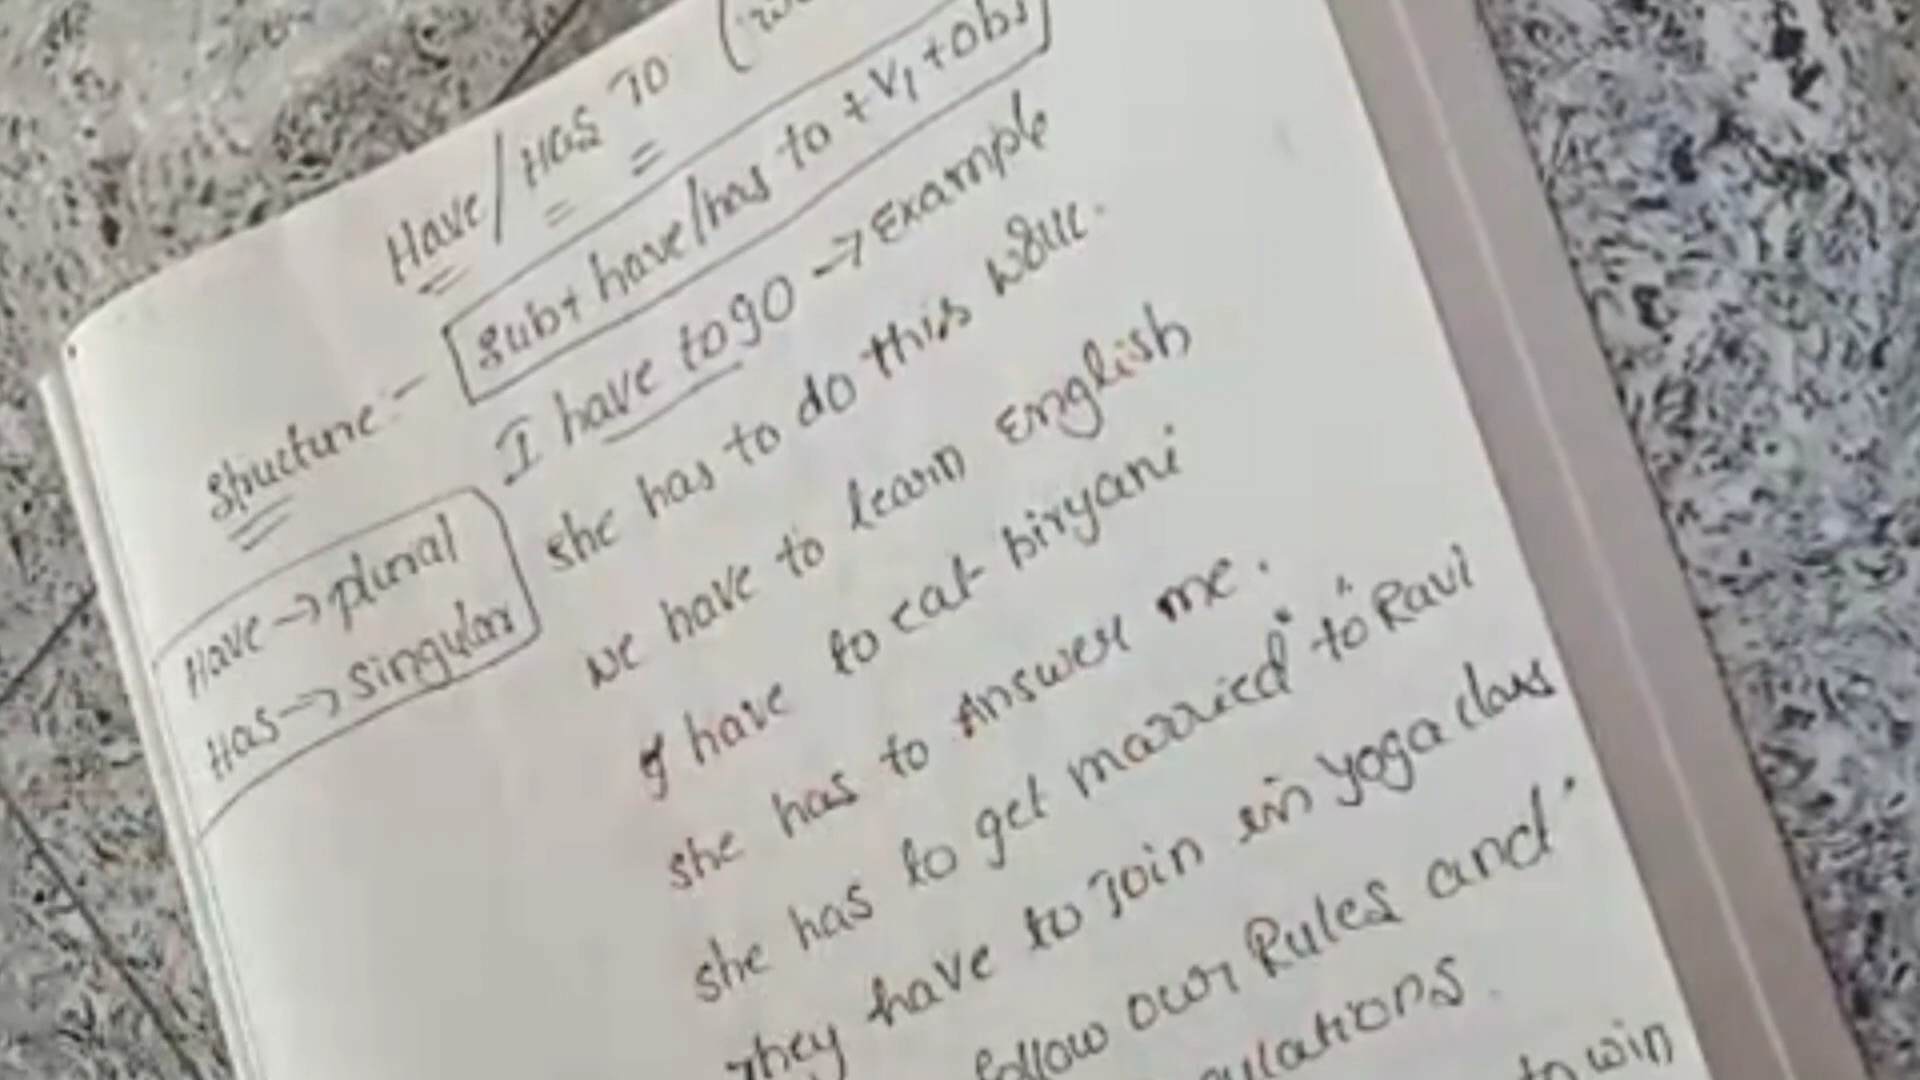 Have/Has To
Structure:- Sub+ have/has to + V1 + obj
I have to go → Example
Have → plural
Has → singular
she has to do this work.
we have to learn English
I have to eat biryani
she has to Answer me.
she has to get married "to" Ravi
They have to Join in yoga class
follow our Rules and
to win